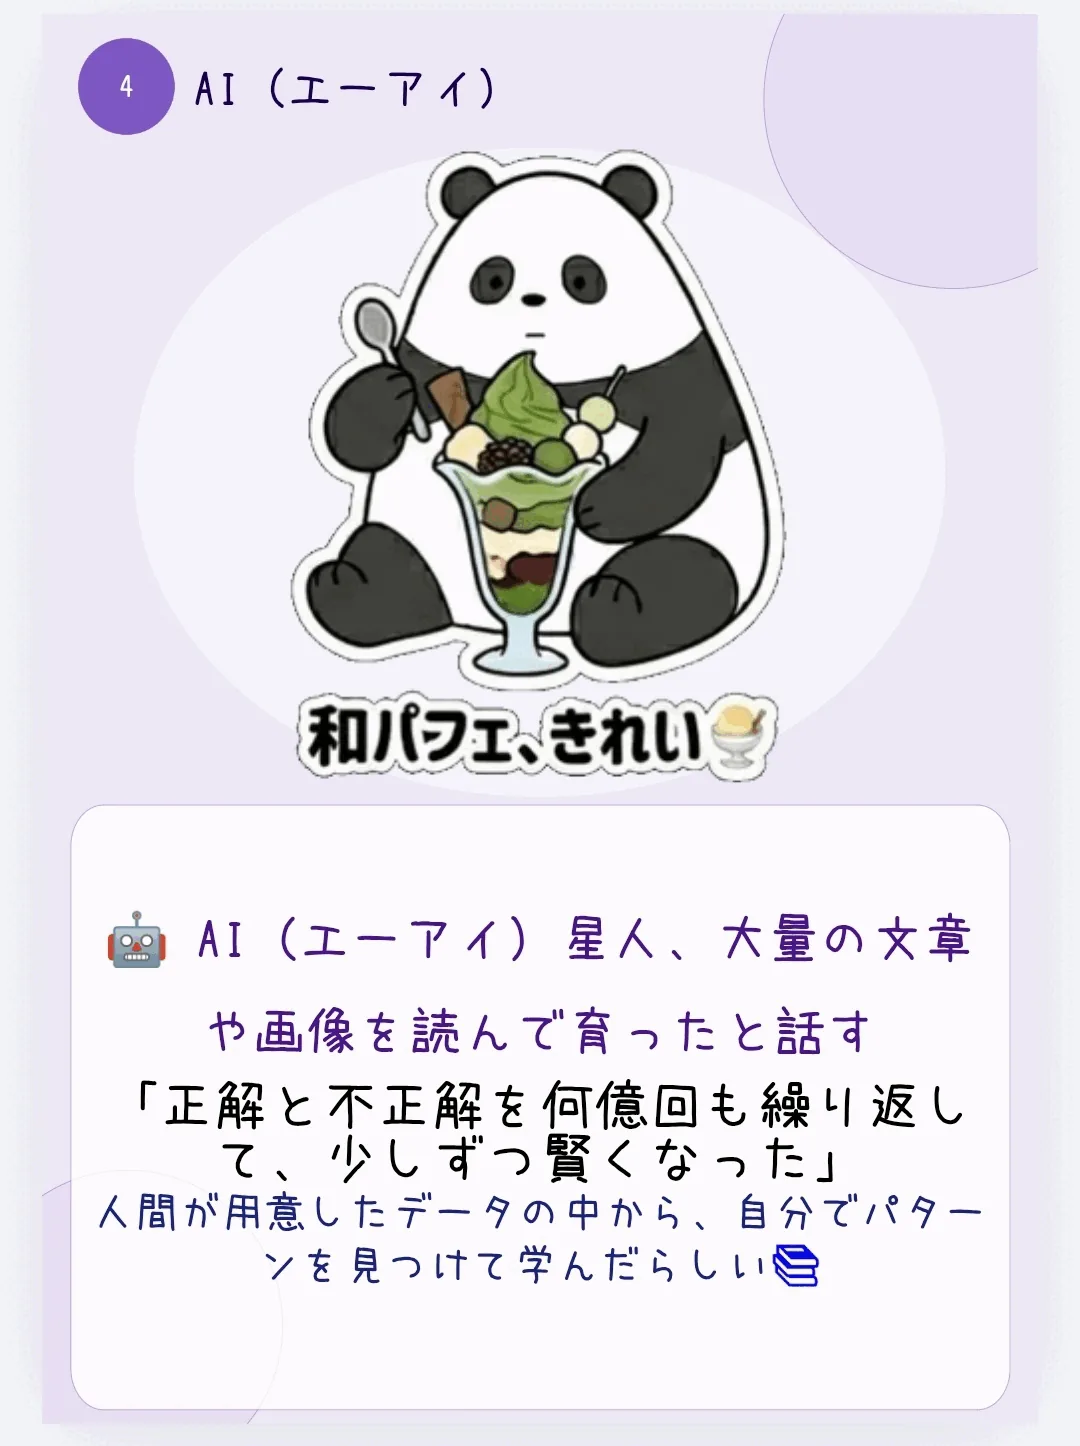 4
AI（エーアイ）
和パフェ、きれい🍨
🤖 AI（エーアイ）星人、大量の文章
や画像を読んで育ったと話す
「正解と不正解を何億回も繰り返し
て、少しずつ賢くなった」
人間が用意したデータの中から、自分でパター
ンを見つけて学んだらしい📚